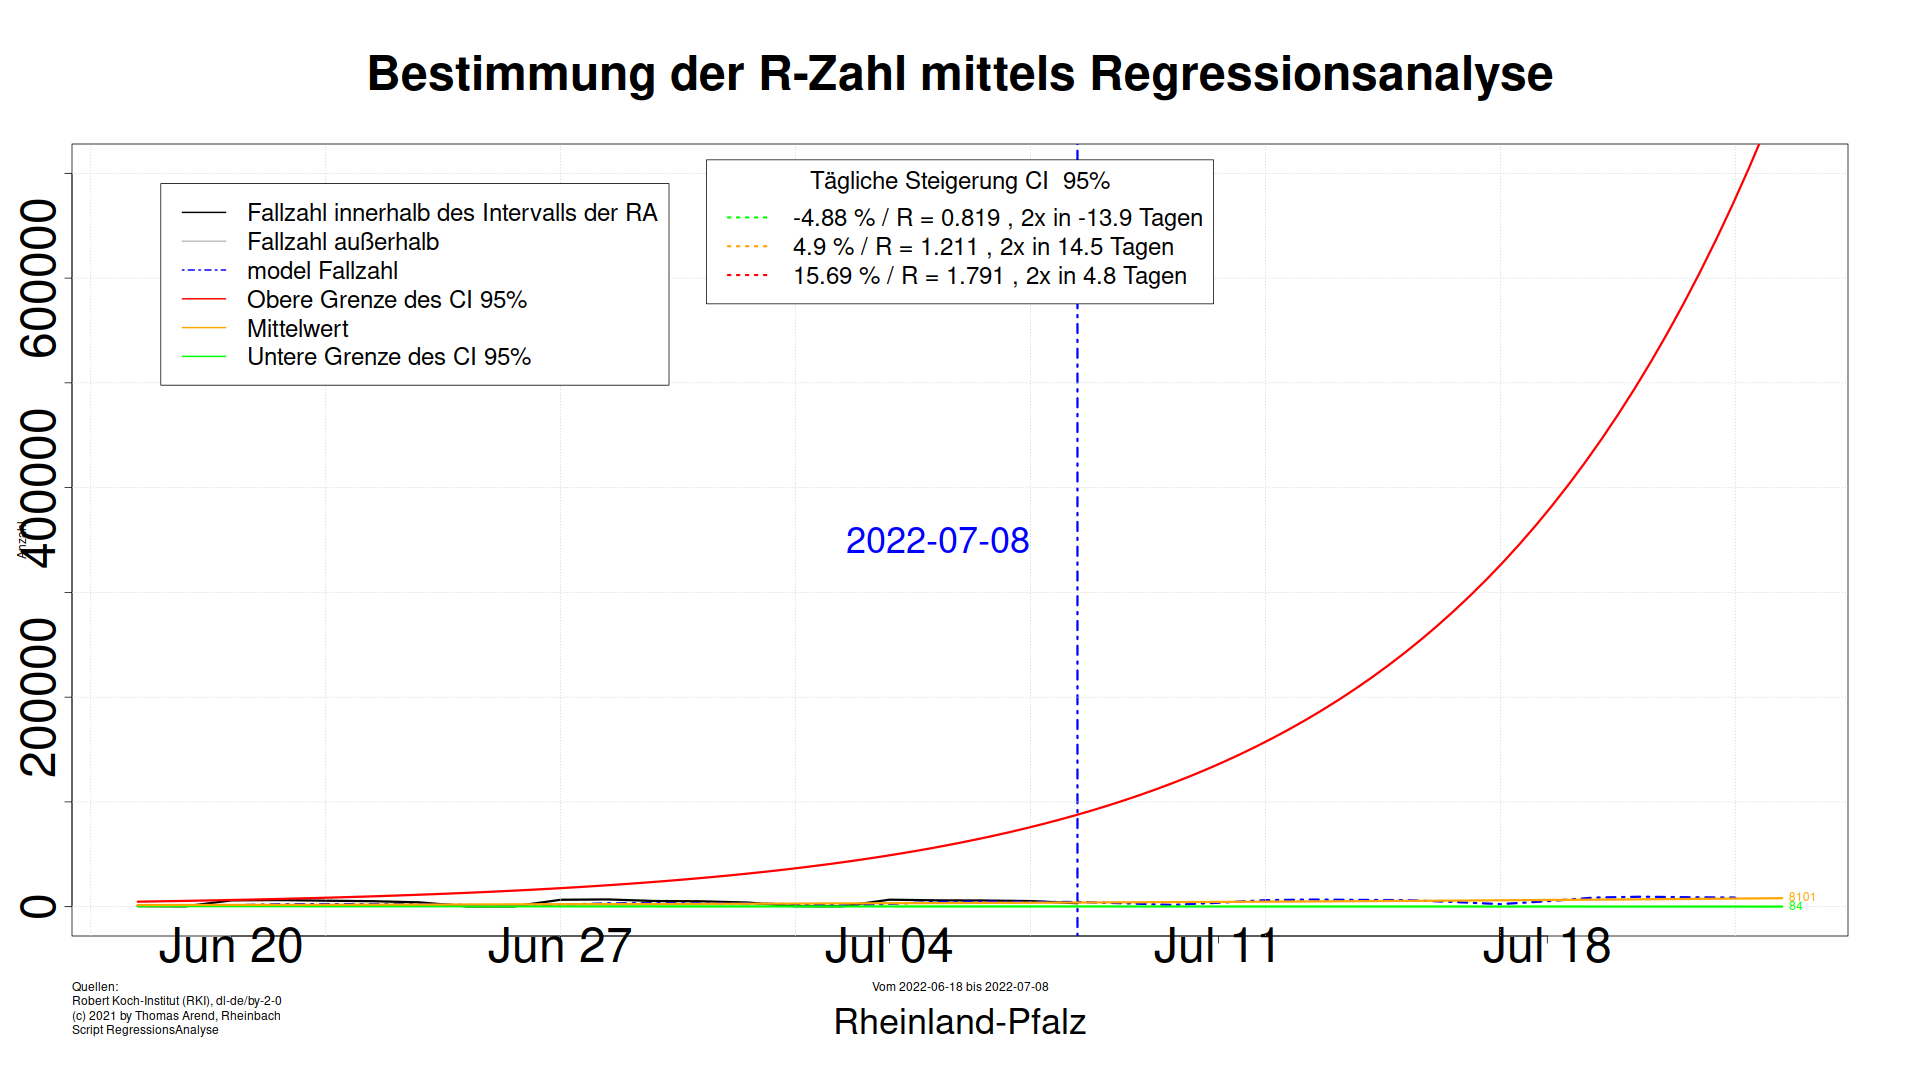 Bestimmung der R-Zahl mittels Regressionsanalyse
Fallzahl innerhalb des Intervalls der RA
Fallzahl außerhalb
model Fallzahl
Obere Grenze des CI 95%
Mittelwert
Untere Grenze des CI 95%
Tägliche Steigerung CI  95%
-4.88 % / R = 0.819 , 2x in -13.9 Tagen
4.9 % / R = 1.211 , 2x in 14.5 Tagen
15.69 % / R = 1.791 , 2x in 4.8 Tagen
600000
400000
200000
0
Anzahl
2022-07-08
8101
84
Jun 20
Jun 27
Jul 04
Jul 11
Jul 18
Quellen:
Robert Koch-Institut (RKI), dl-de/by-2-0
(c) 2021 by Thomas Arend, Rheinbach
Script RegressionsAnalyse
Vom 2022-06-18 bis 2022-07-08
Rheinland-Pfalz